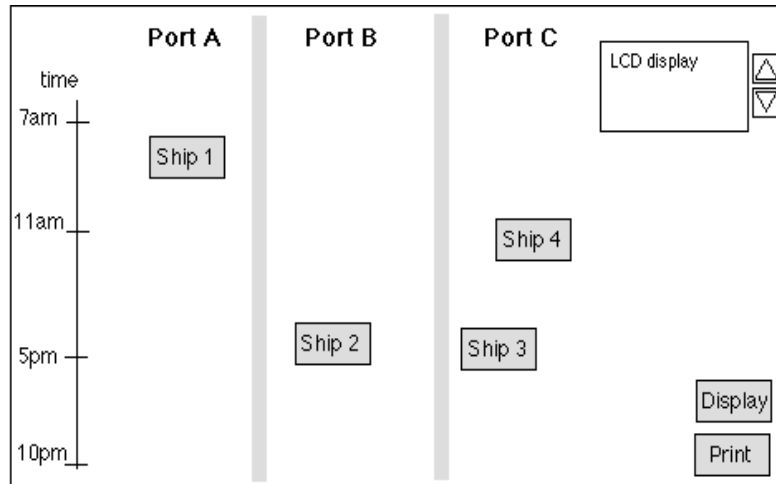 Port A Port B Port C
LCD display
time
7am
Ship 1
11am
Ship 4
Ship 2
Ship 3
5pm
Display
10pm
Print